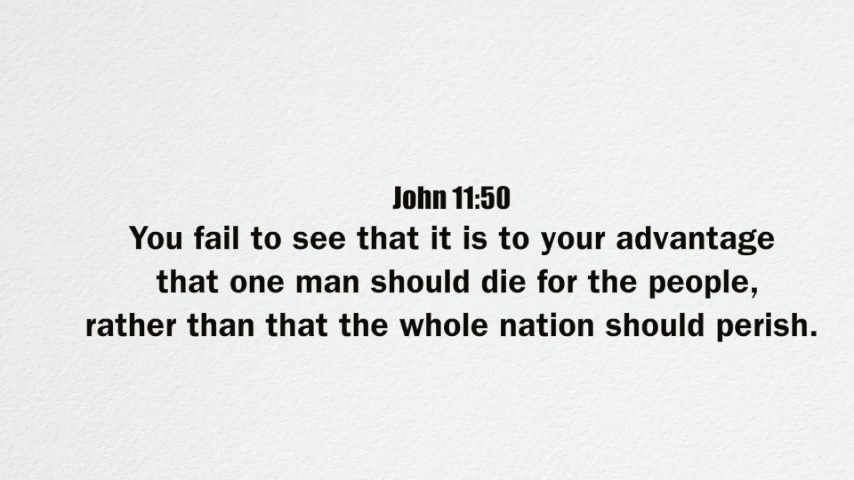 John 11:50
You fail to see that it is to your advantage
that one man should die for the people,
rather than that the whole nation should perish.